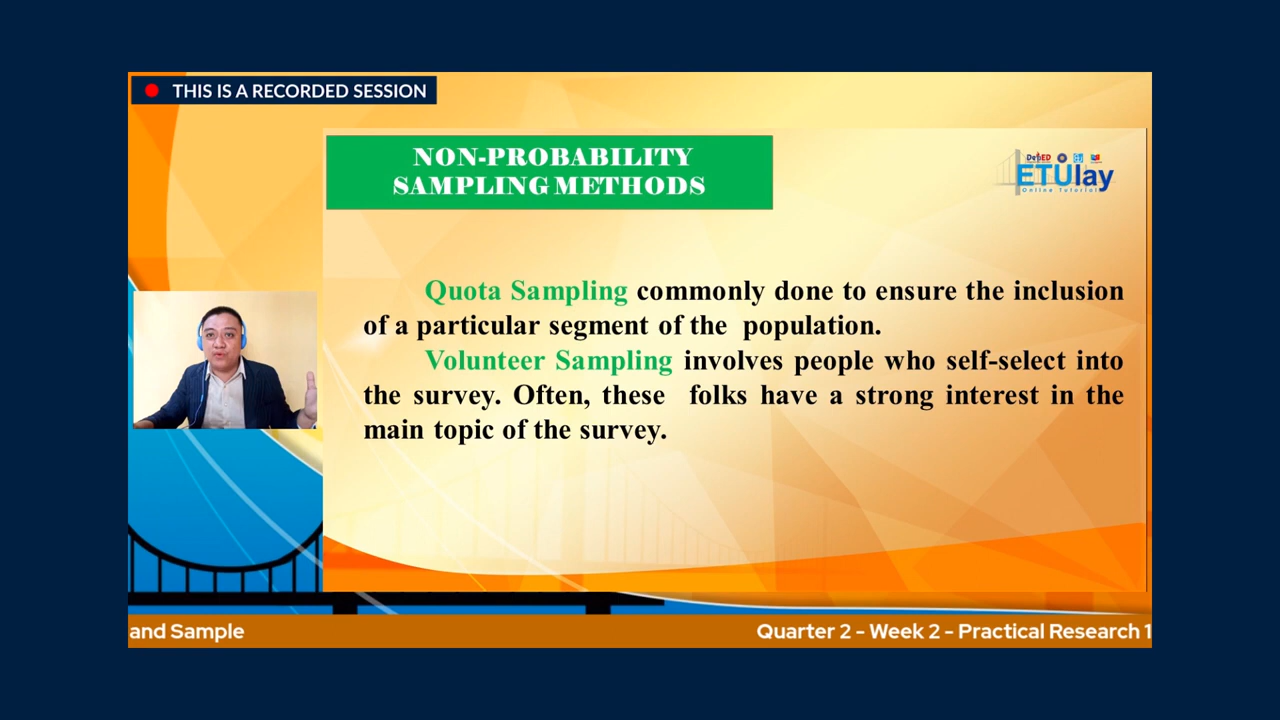 THIS IS A RECORDED SESSION
NON-PROBABILITY
SAMPLING METHODS
DepED
ETUlay
Online Tutorial
Quota Sampling commonly done to ensure the inclusion
of a particular segment of the population.
Volunteer Sampling involves people who self-select into
the survey. Often, these folks have a strong interest in the
main topic of the survey.
and Sample
Quarter 2 - Week 2 - Practical Research 1